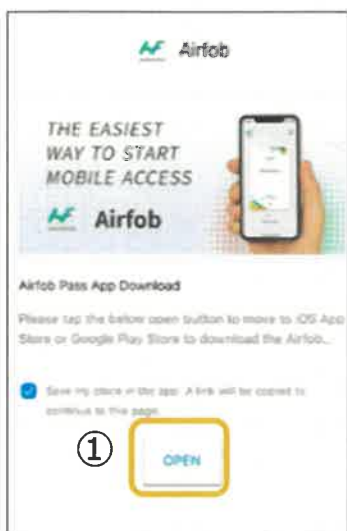 Airfob
THE EASIEST
WAY TO START
MOBILE ACCESS
Airfob
Airfob Pass App Download
Please tap the below open button to move to iOS App
Store or Google Play Store to download the Airfob...
Save my place in the app. A link will be copied to
continue to this page.
①
OPEN